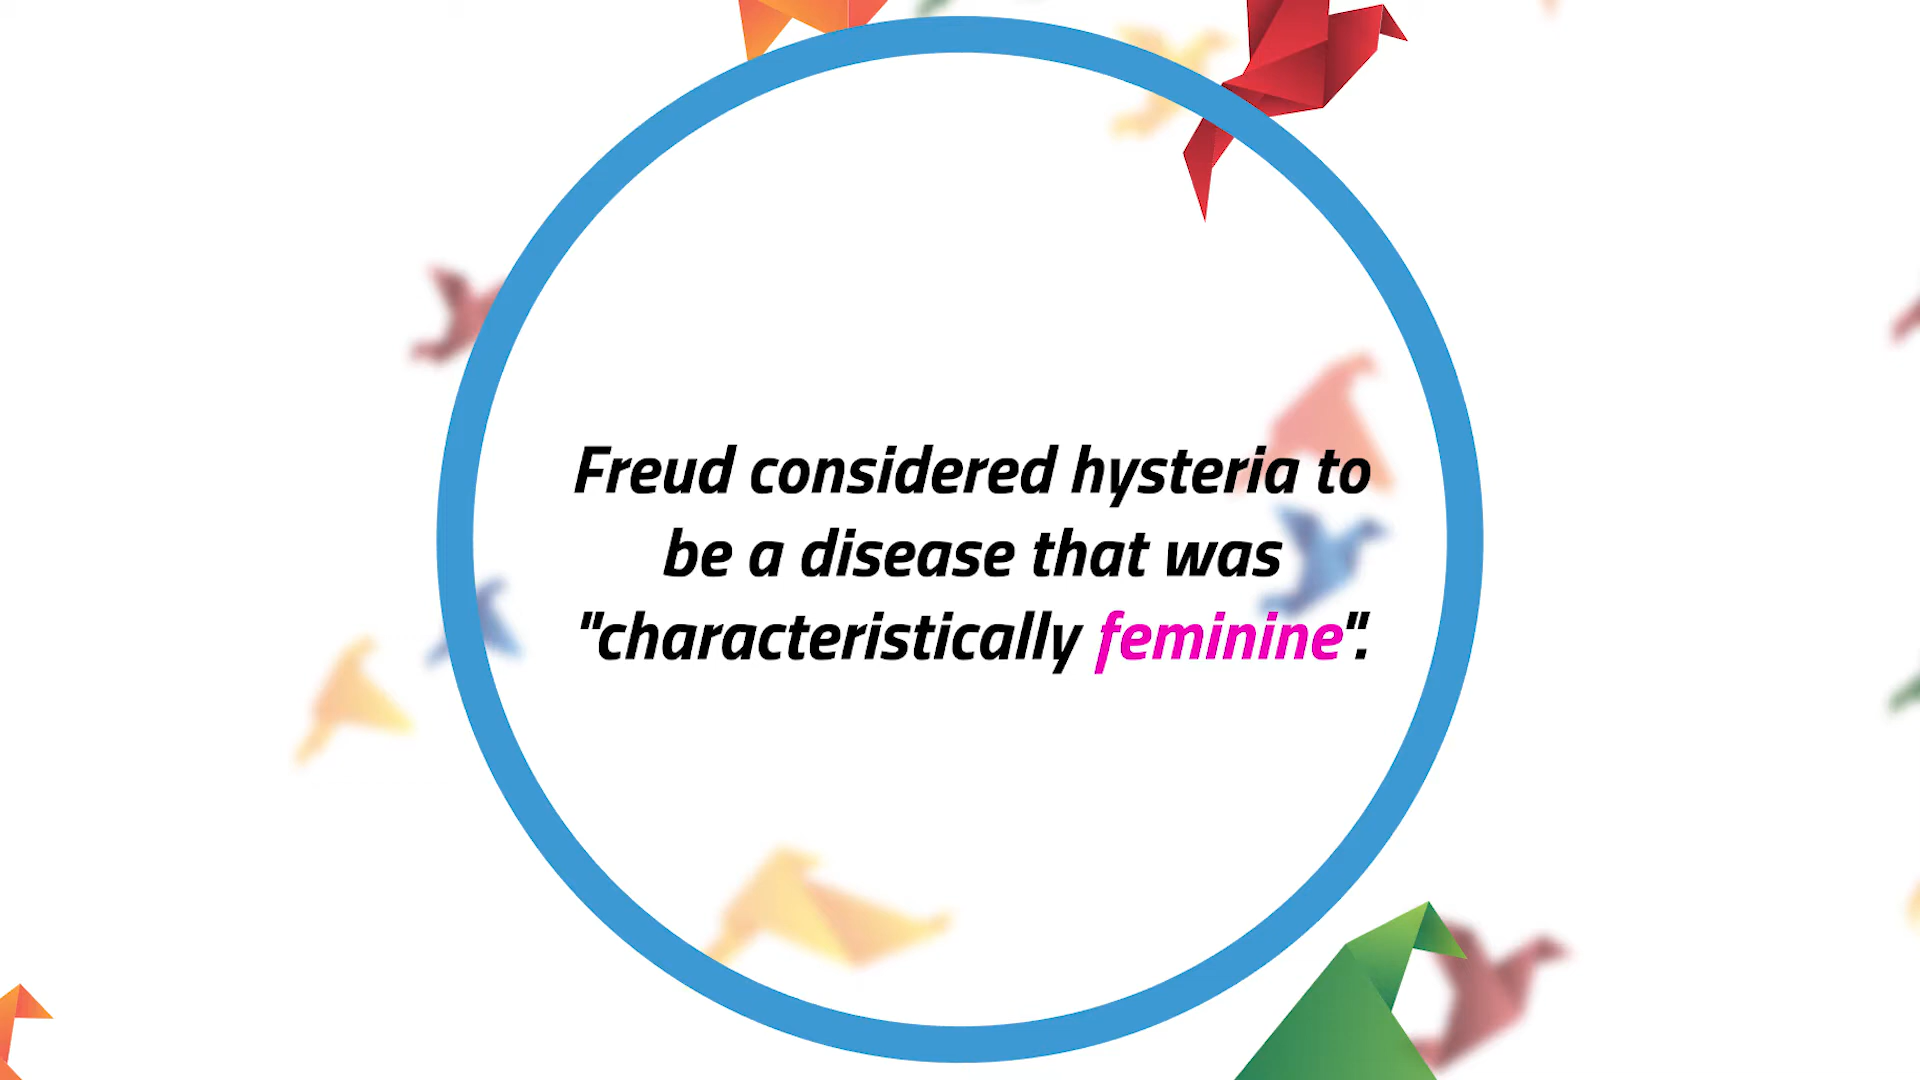 Freud considered hysteria to
be a disease that was
"characteristically feminine".